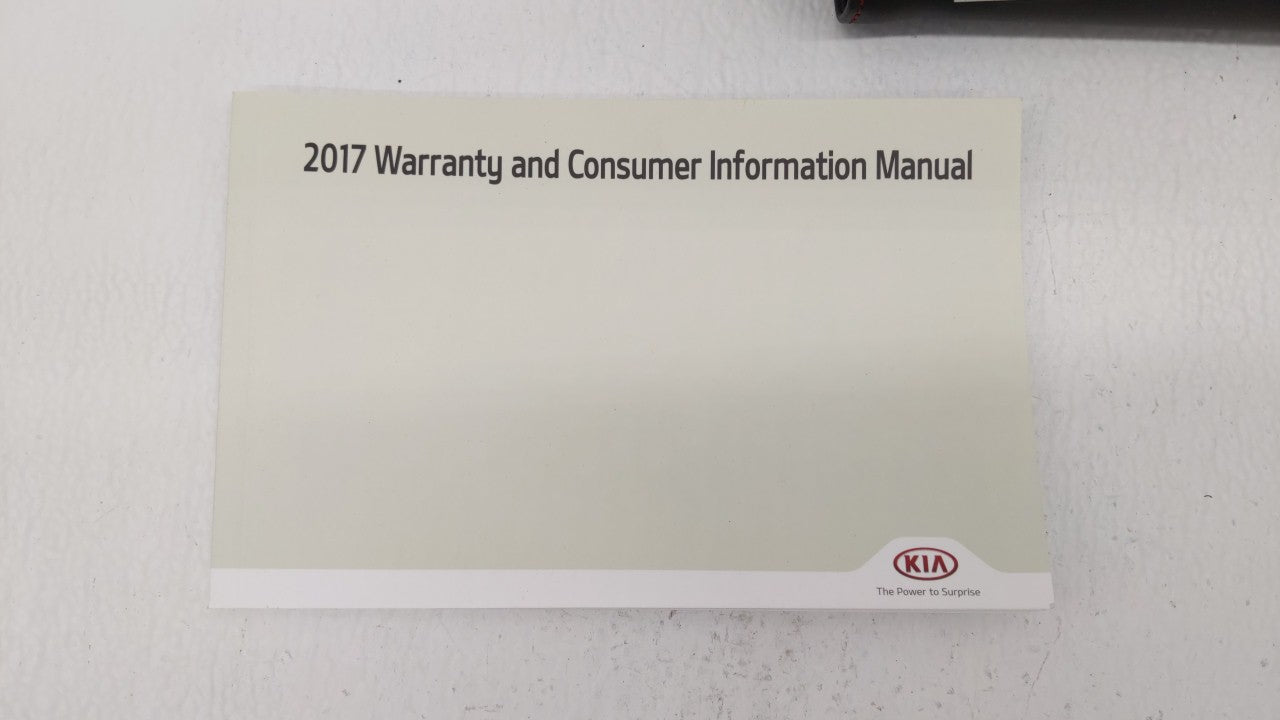 2017 Warranty and Consumer Information Manual
KIA
The Power to Surprise